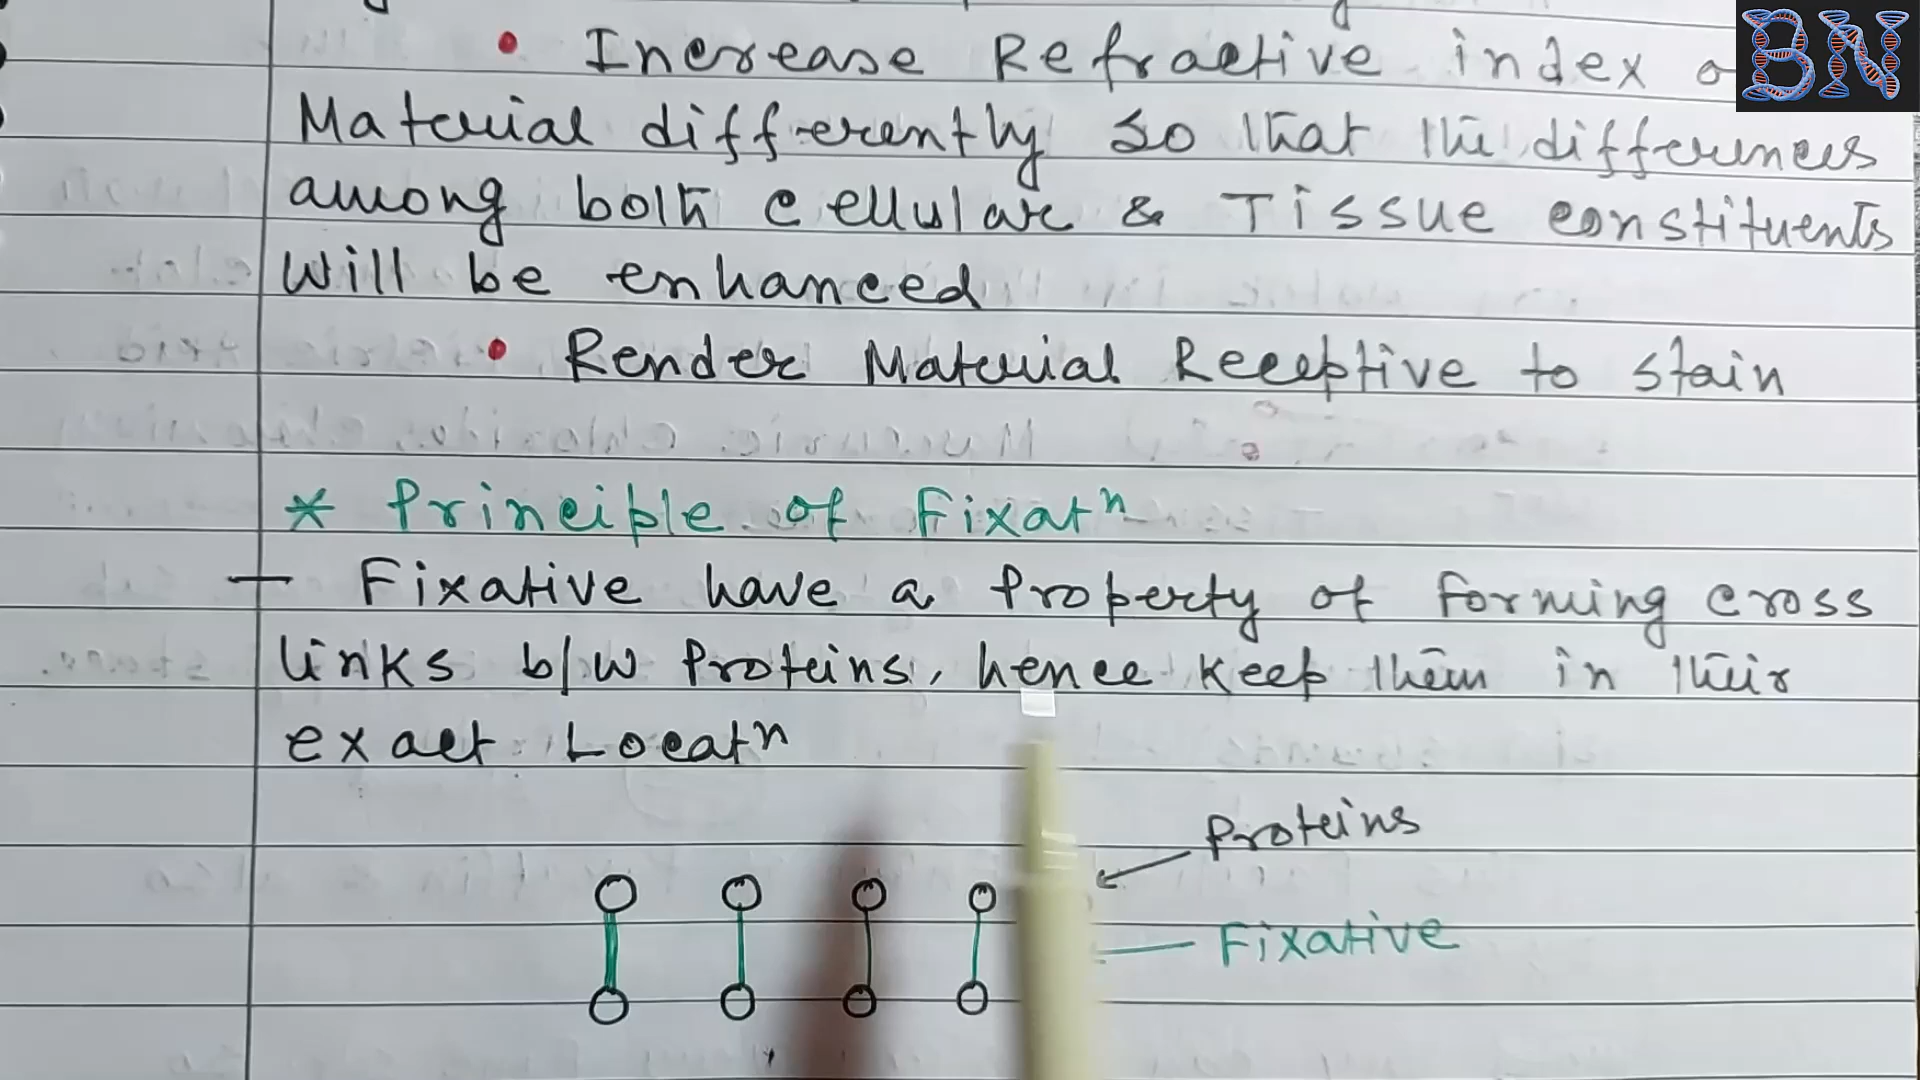 • Increase Refractive index
Material differently so that the differences
among both cellular & Tissue constituents
Will be enhanced
• Render Material Receptive to stain
* Principle of Fixatⁿ
— Fixative have a Property of forming cross
links b/w Proteins, hence Keep them in their
exact Locatⁿ
Proteins
Fixative
BN